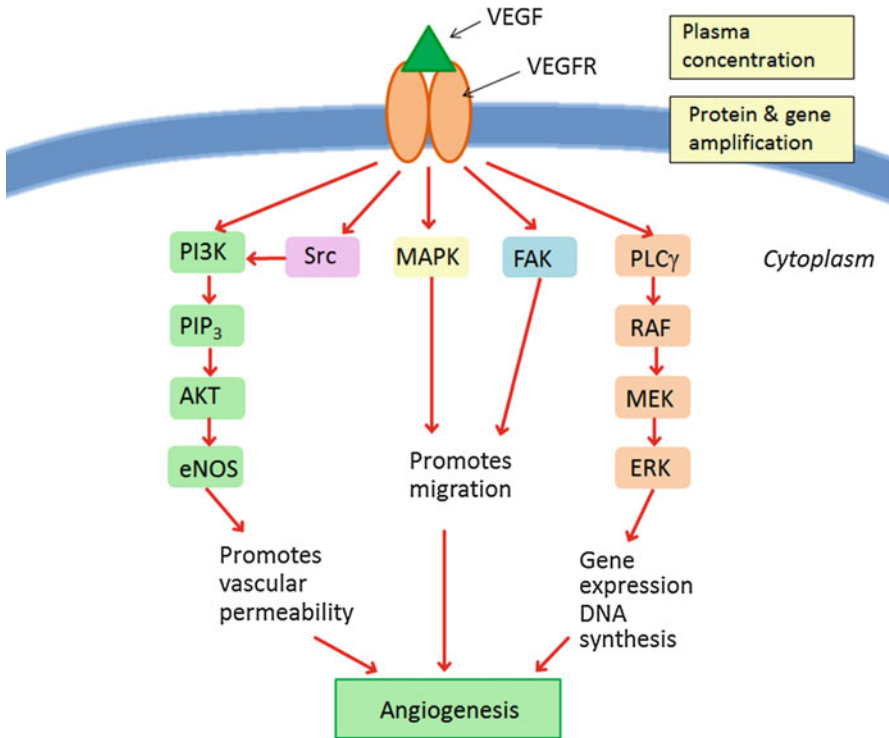 VEGF
VEGFR
Plasma
concentration
Protein & gene
amplification
PI3K
Src
MAPK
FAK
PLCγ
Cytoplasm
PIP₃
RAF
AKT
MEK
eNOS
ERK
Promotes
migration
Promotes
vascular
permeability
Gene
expression
DNA
synthesis
Angiogenesis